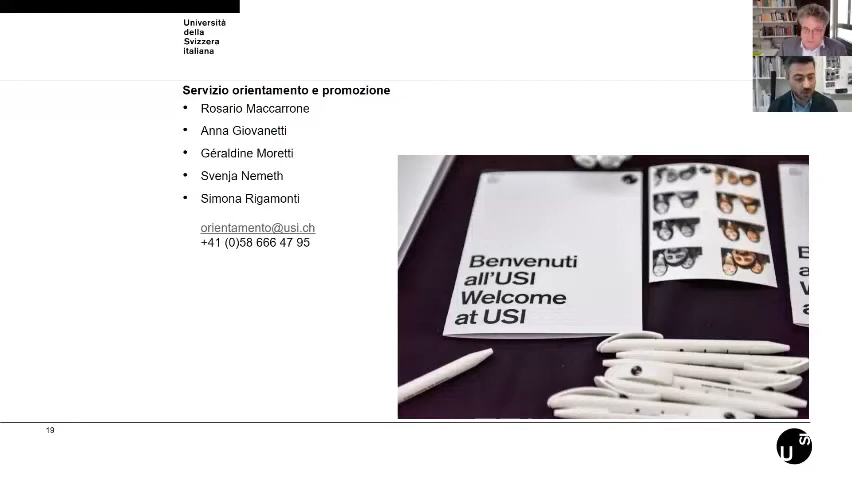 Università
della
Svizzera
italiana
Servizio orientamento e promozione
• Rosario Maccarrone
• Anna Giovanetti
• Géraldine Moretti
• Svenja Nemeth
• Simona Rigamonti
orientamento@usi.ch
+41 (0)58 666 47 95
Benvenuti
all'USI
Welcome
at USI
19
USI